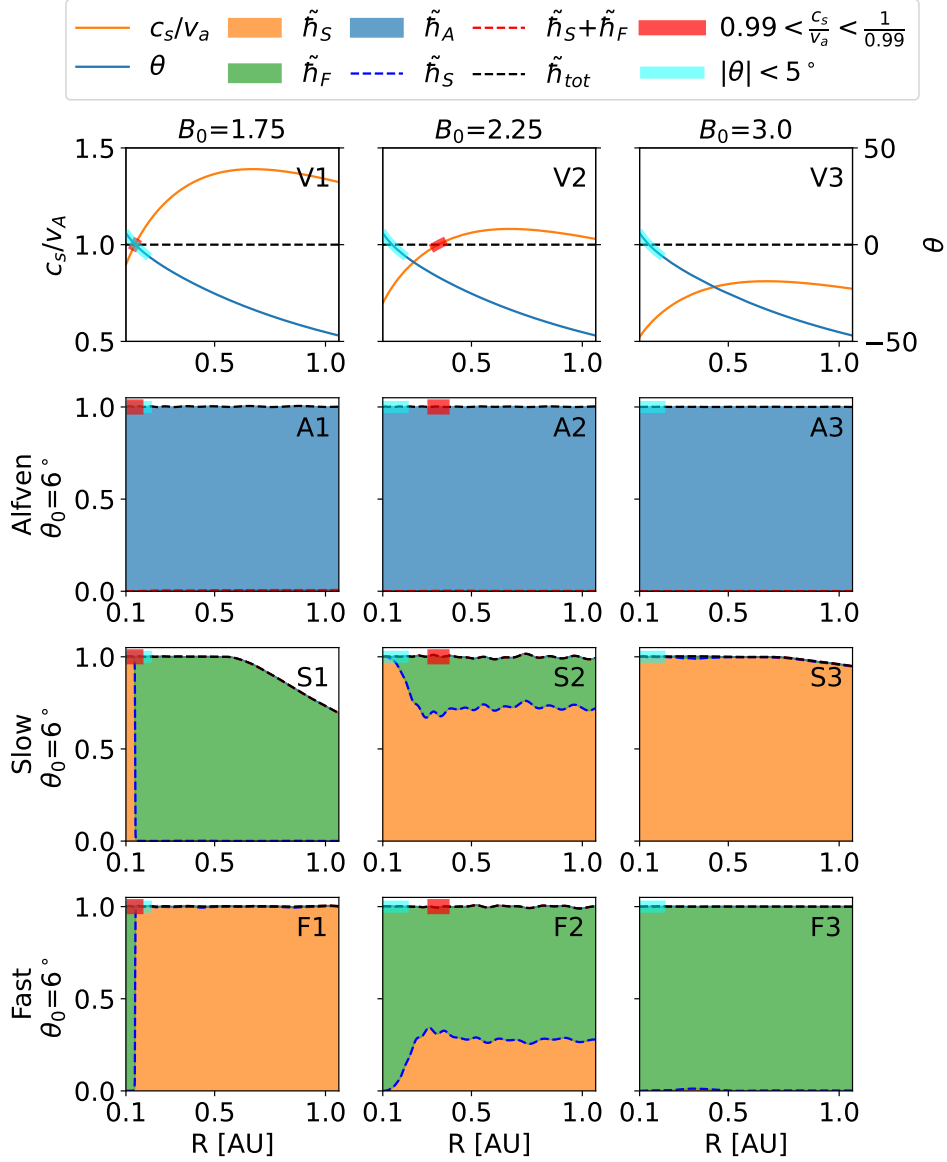 c_s/v_a h̃_S h̃_A h̃_S+h̃_F 0.99 < c_s/v_a < 1/0.99
θ h̃_F h̃_S h̃_tot |θ| < 5°
B_0=1.75 B_0=2.25 B_0=3.0
1.5 V1 V2 V3 50
c_s/v_A 1.0 0 θ
0.5 −50
0.5 1.0 0.5 1.0 0.5 1.0
1.0 A1 A2 A3
Alfven
θ_0=6°
0.5
0.0
0.1 0.5 1.0 0.1 0.5 1.0 0.1 0.5 1.0
1.0 S1 S2 S3
Slow
θ_0=6°
0.5
0.0
0.1 0.5 1.0 0.1 0.5 1.0 0.1 0.5 1.0
1.0 F1 F2 F3
Fast
θ_0=6°
0.5
0.0
0.1 0.5 1.0 0.1 0.5 1.0 0.1 0.5 1.0
R [AU] R [AU] R [AU]